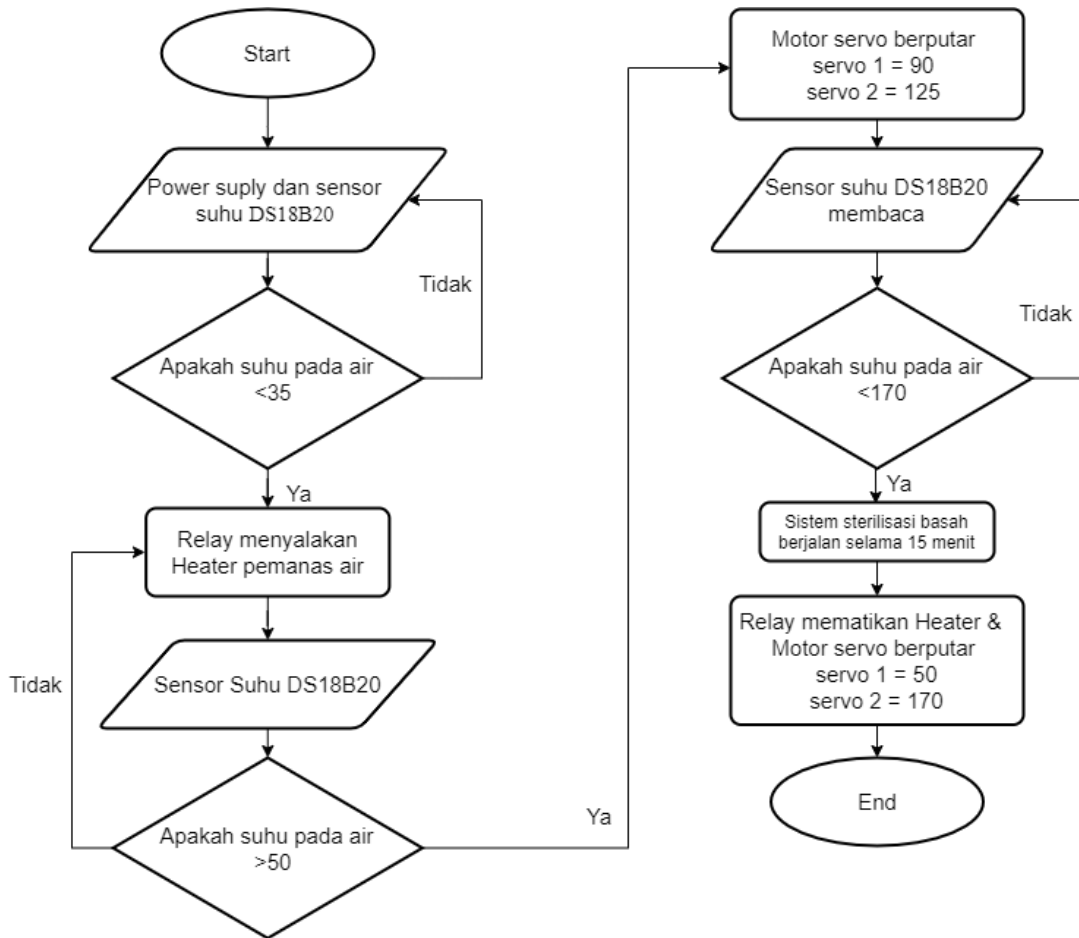 Start
Power suply dan sensor
suhu DS18B20
Tidak
Apakah suhu pada air
<35
Ya
Relay menyalakan
Heater pemanas air
Sensor Suhu DS18B20
Tidak
Apakah suhu pada air
>50
Ya
Motor servo berputar
servo 1 = 90
servo 2 = 125
Sensor suhu DS18B20
membaca
Tidak
Apakah suhu pada air
<170
Ya
Sistem sterilisasi basah
berjalan selama 15 menit
Relay mematikan Heater &
Motor servo berputar
servo 1 = 50
servo 2 = 170
End